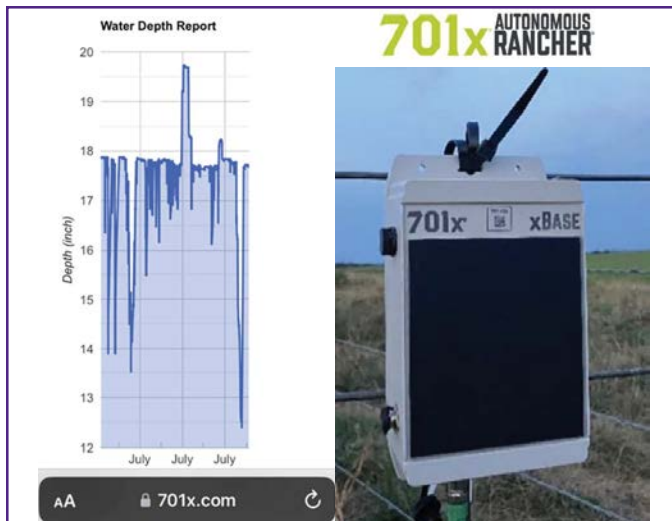 Water Depth Report
20
19
18
17
16
15
14
13
12
Depth (inch)
July
July
July
AA
701x.com
701x AUTONOMOUS
RANCHER
701x
xBASE